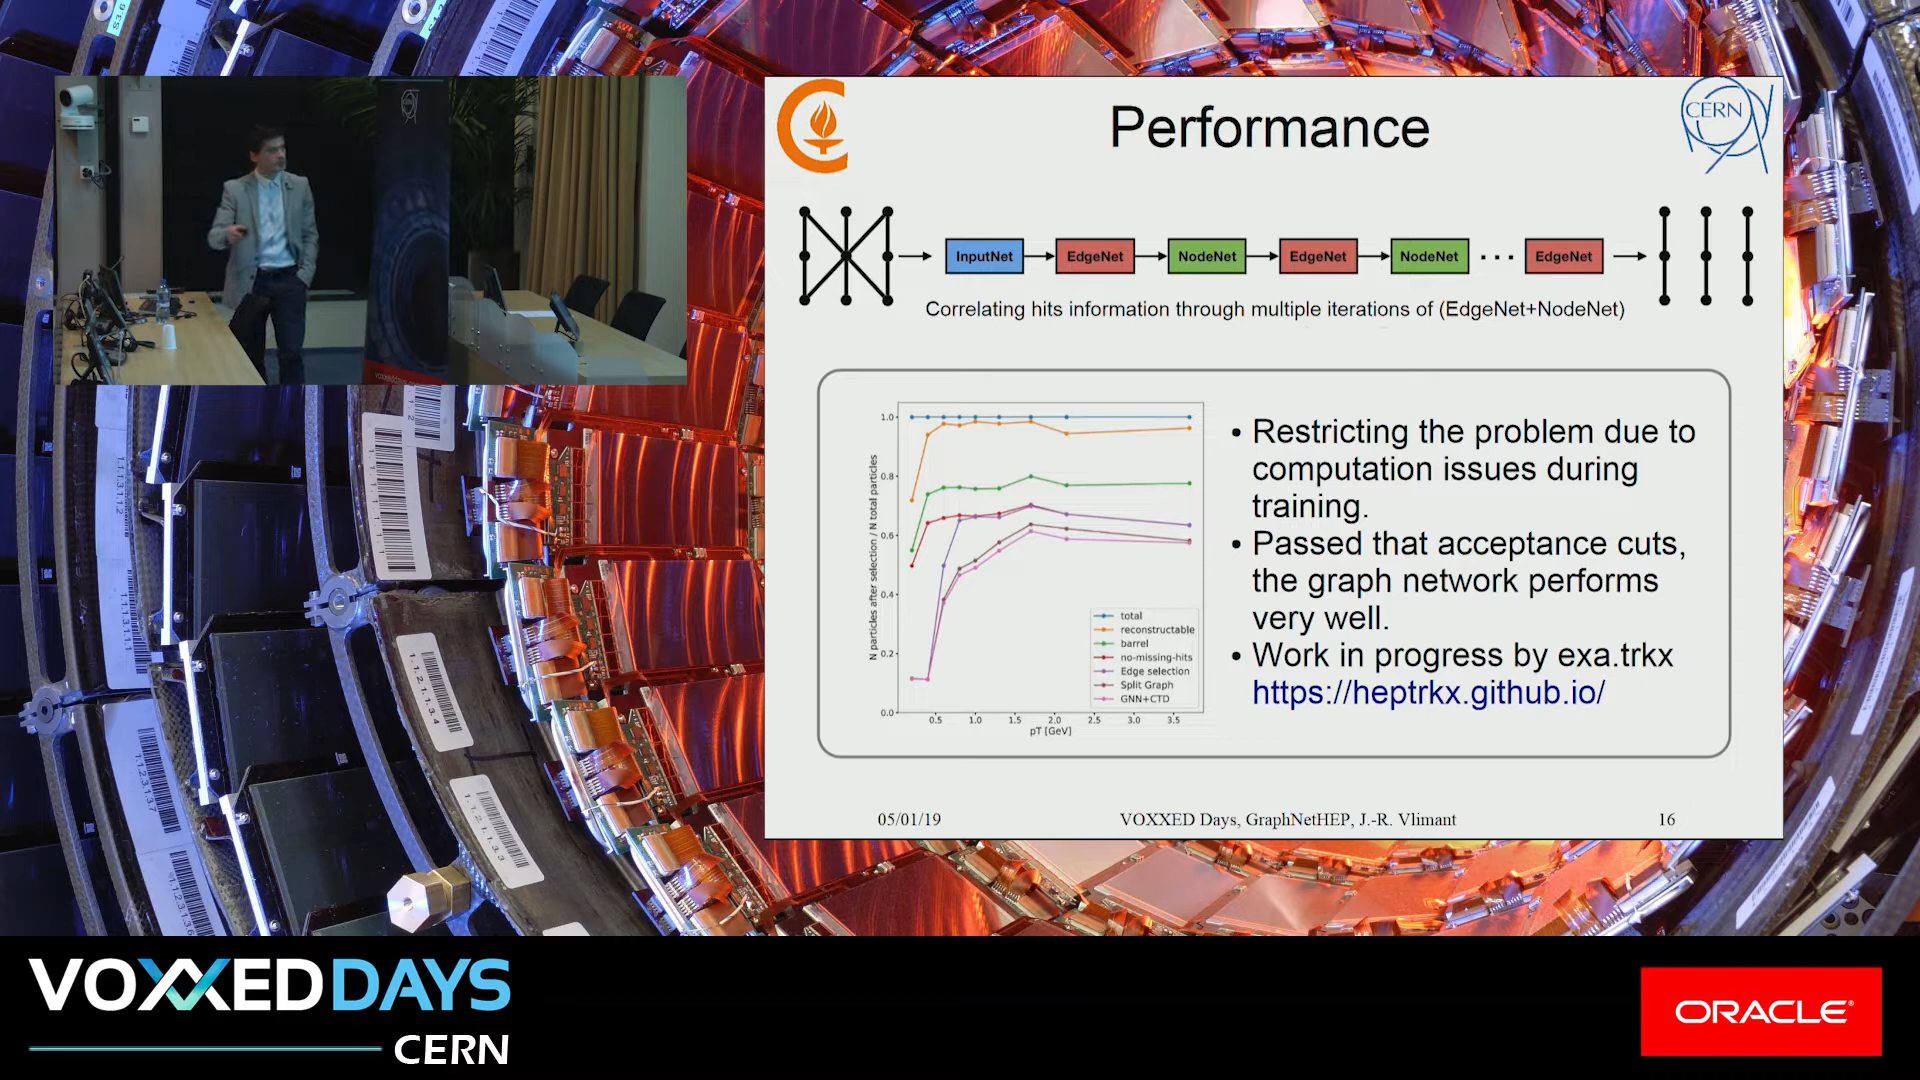 Performance
CERN
InputNet
EdgeNet
NodeNet
EdgeNet
NodeNet
...
EdgeNet
Correlating hits information through multiple iterations of (EdgeNet+NodeNet)
N particles after selection / N total particles
1.0
0.8
0.6
0.4
0.2
0.0
0.5
1.0
1.5
2.0
2.5
3.0
3.5
pT [GeV]
total
reconstructable
barrel
no-missing-hits
Edge selection
Split Graph
GNN+CTD
• Restricting the problem due to
computation issues during
training.
• Passed that acceptance cuts,
the graph network performs
very well.
• Work in progress by exa.trkx
https://heptrkx.github.io/
05/01/19
VOXXED Days, GraphNetHEP, J.-R. Vlimant
16
VOXXEDDAYS
CERN
ORACLE®